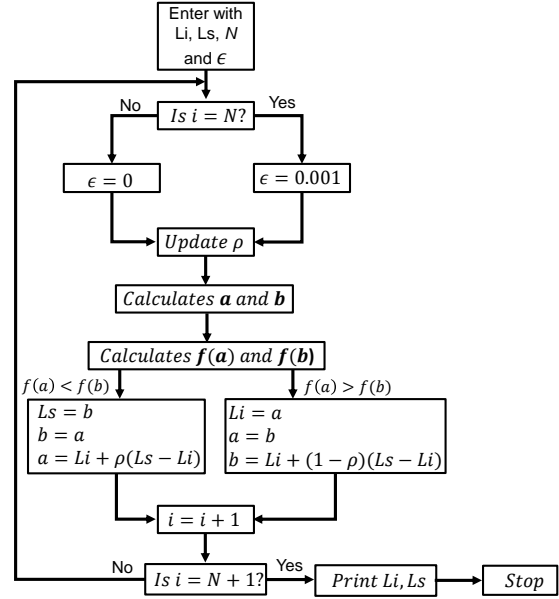 Enter with
Li, Ls, N
and ϵ
No
Yes
Is i = N?
ϵ = 0
ϵ = 0.001
Update ρ
Calculates a and b
Calculates f(a) and f(b)
f(a) < f(b)
f(a) > f(b)
Ls = b
b = a
a = Li + ρ(Ls − Li)
Li = a
a = b
b = Li + (1 − ρ)(Ls − Li)
i = i + 1
No
Is i = N + 1?
Yes
Print Li, Ls
Stop